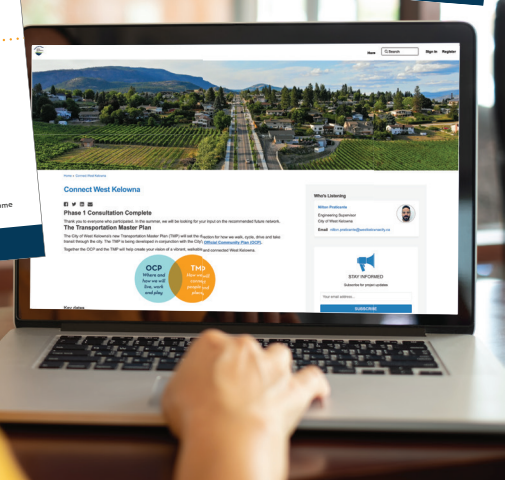 ome
Home
Search
Sign in
Register
Home > Connect West Kelowna
Connect West Kelowna
Phase 1 Consultation Complete
Thank you to everyone who participated. In the summer, we will be looking for your input on the recommended future network.
The Transportation Master Plan
The City of West Kelowna's new Transportation Master Plan (TMP) will set the direction for how we walk, cycle, drive and take
transit through the city. The TMP is being developed in conjunction with the City's Official Community Plan (OCP).
Together the OCP and the TMP will help create your vision of a vibrant, walkable and connected West Kelowna.
OCP
Where and
how we will
live, work
and play
TMP
How we will
connect
people and
places
Key dates
Who's Listening
Milton Prabionie
Engineering Supervisor
City of West Kelowna
Email
STAY INFORMED
Subscribe for project updates
Your email address...
SUBSCRIBE